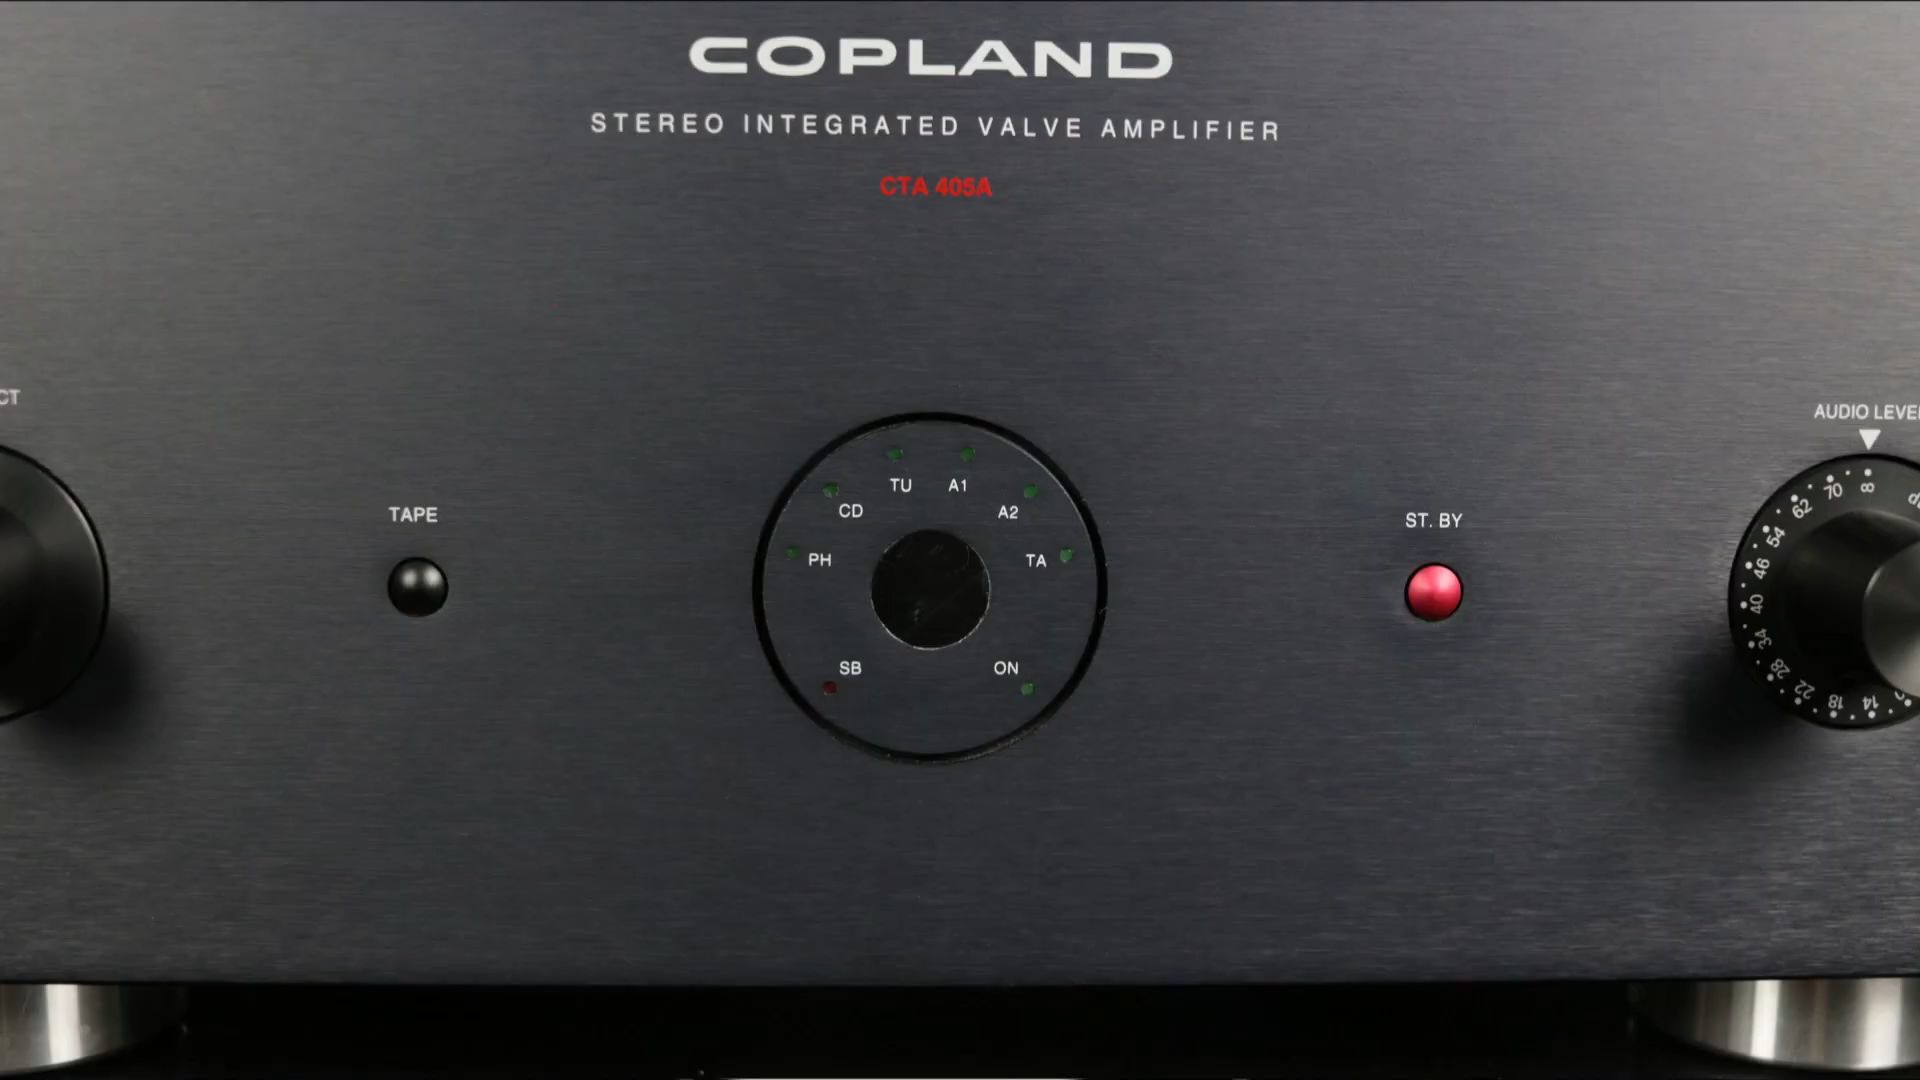 COPLAND
STEREO INTEGRATED VALVE AMPLIFIER
CTA 405A
CT
AUDIO LEVE
TAPE
TU
A1
CD
A2
PH
TA
SB
ON
ST. BY
∞
70
62
54
46
40
34
28
22
18
14